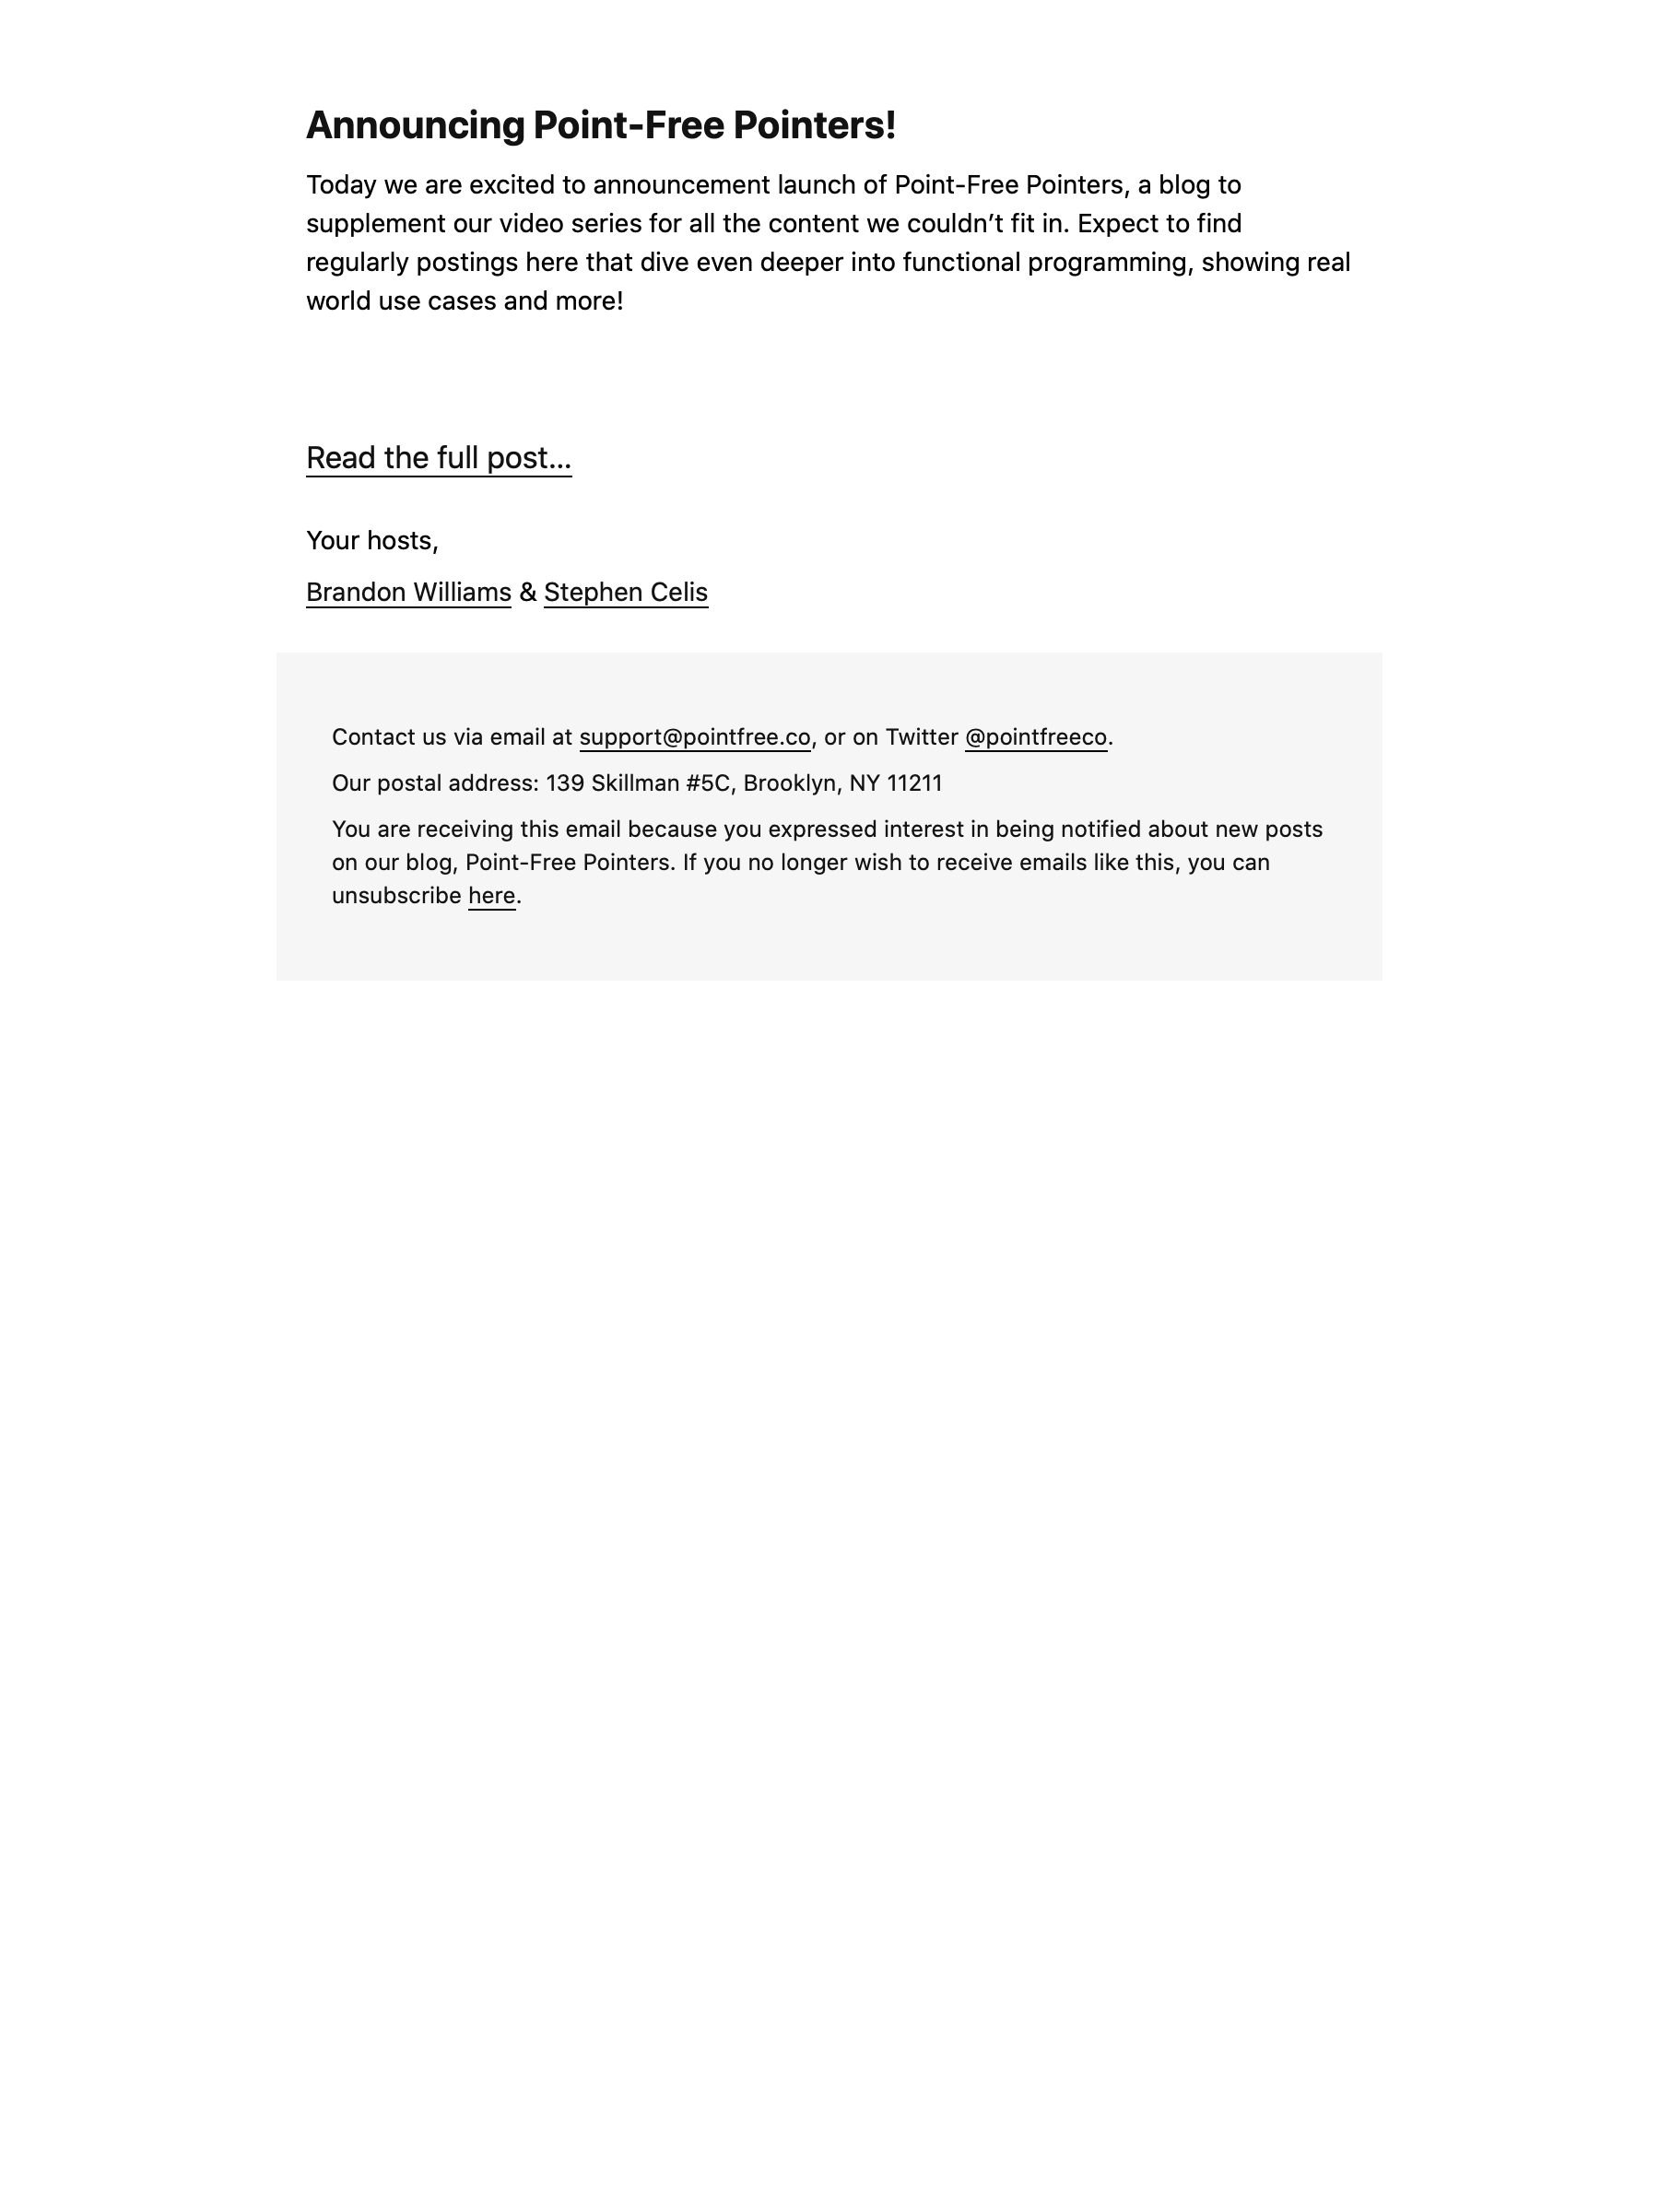 Announcing Point-Free Pointers!
Today we are excited to announcement launch of Point-Free Pointers, a blog to
supplement our video series for all the content we couldn’t fit in. Expect to find
regularly postings here that dive even deeper into functional programming, showing real
world use cases and more!
Read the full post...
Your hosts,
Brandon Williams & Stephen Celis
Contact us via email at support@pointfree.co, or on Twitter @pointfreeco.
Our postal address: 139 Skillman #5C, Brooklyn, NY 11211
You are receiving this email because you expressed interest in being notified about new posts
on our blog, Point-Free Pointers. If you no longer wish to receive emails like this, you can
unsubscribe here.